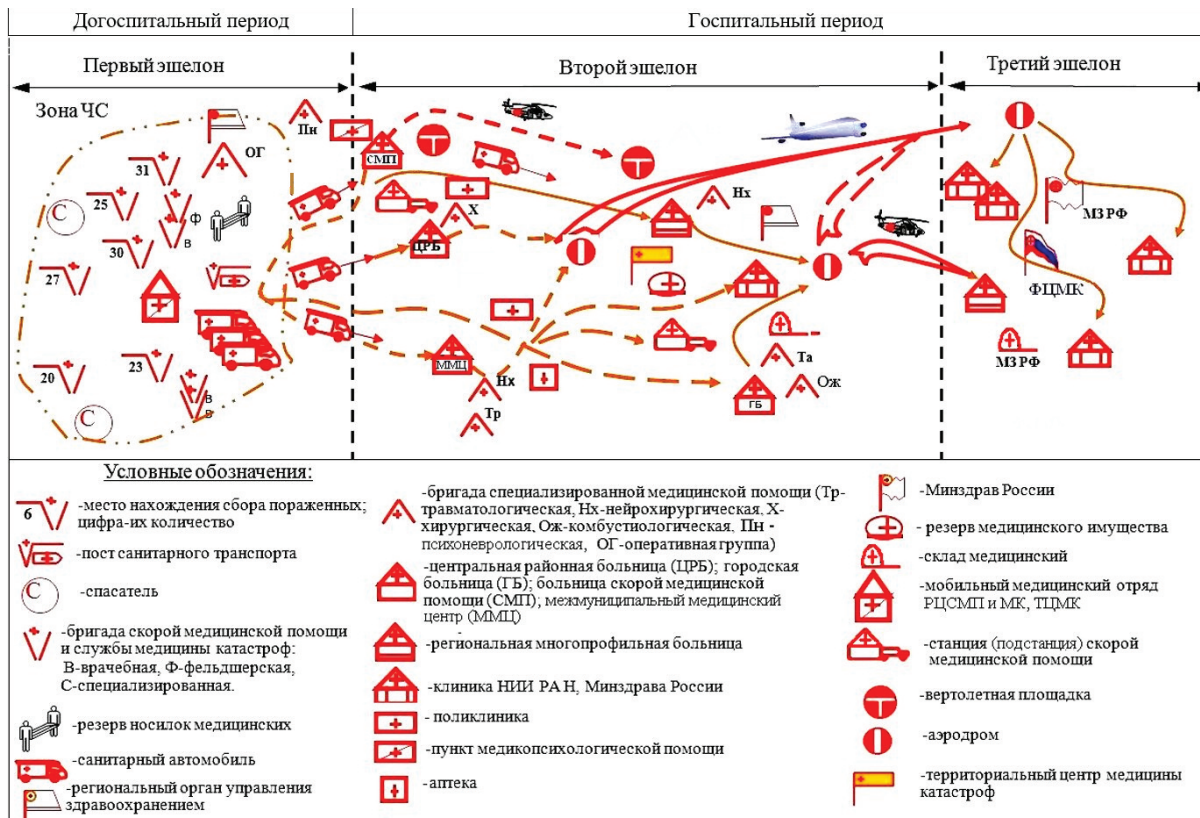 Догоспитальный период
Госпитальный период
Первый эшелон
Второй эшелон
Третий эшелон
Зона ЧС
Пн
ОГ
31
25
Ф
В
30
27
20
23
В
В
С
С
СМП
Х
ЦРБ
ММЦ
Нх
Тр
Нх
Та
Ож
ГБ
МЗ РФ
ФЦМК
МЗ РФ
Условные обозначения:
6
-место нахождения сбора пораженных;
цифра-их количество
-пост санитарного транспорта
С
-спасатель
-бригада скорой медицинской помощи
и службы медицины катастроф:
В-врачебная, Ф-фельдшерская,
С-специализированная.
-резерв носилок медицинских
-санитарный автомобиль
-региональный орган управления
здравоохранением
-бригада специализированной медицинской помощи (Тр-
травматологическая, Нх-нейрохирургическая, Х-
хирургическая, Ож-комбустиологическая, Пн -
психоневрологическая, ОГ-оперативная группа)
-центральная районная больница (ЦРБ); городская
больница (ГБ); больница скорой медицинской
помощи (СМП); межмуниципальный медицинский
центр (ММЦ)
-региональная многопрофильная больница
-клиника НИИ РАН, Минздрава России
- поликлиника
-пункт медикопсихологической помощи
-аптека
-Минздрав России
- резерв медицинского имущества
-склад медицинский
-мобильный медицинский отряд
РЦСМП и МК, ТЦМК
-станция (подстанция) скорой
медицинской помощи
-вертолетная площадка
-аэродром
-территориальный центр медицины
катастроф